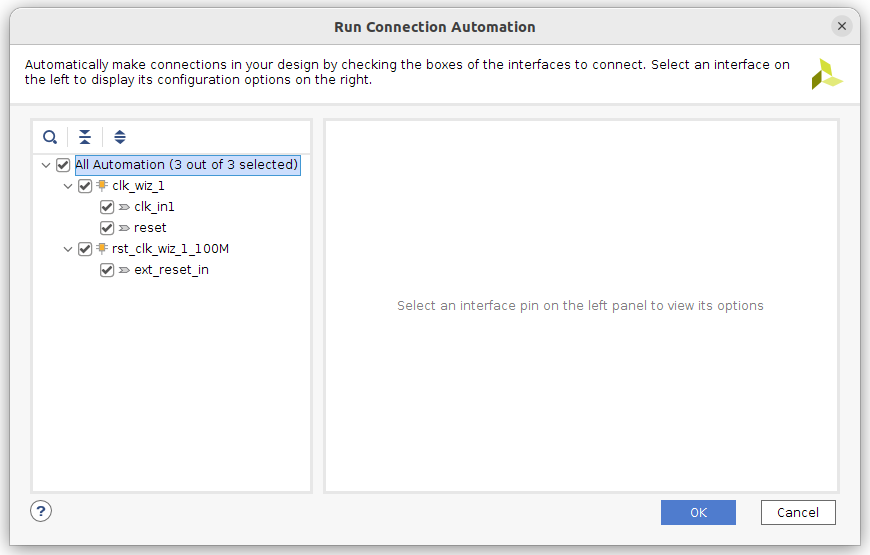 Run Connection Automation
Automatically make connections in your design by checking the boxes of the interfaces to connect. Select an interface on
the left to display its configuration options on the right.
All Automation (3 out of 3 selected)
clk_wiz_1
clk_in1
reset
rst_clk_wiz_1_100M
ext_reset_in
Select an interface pin on the left panel to view its options
?
OK
Cancel